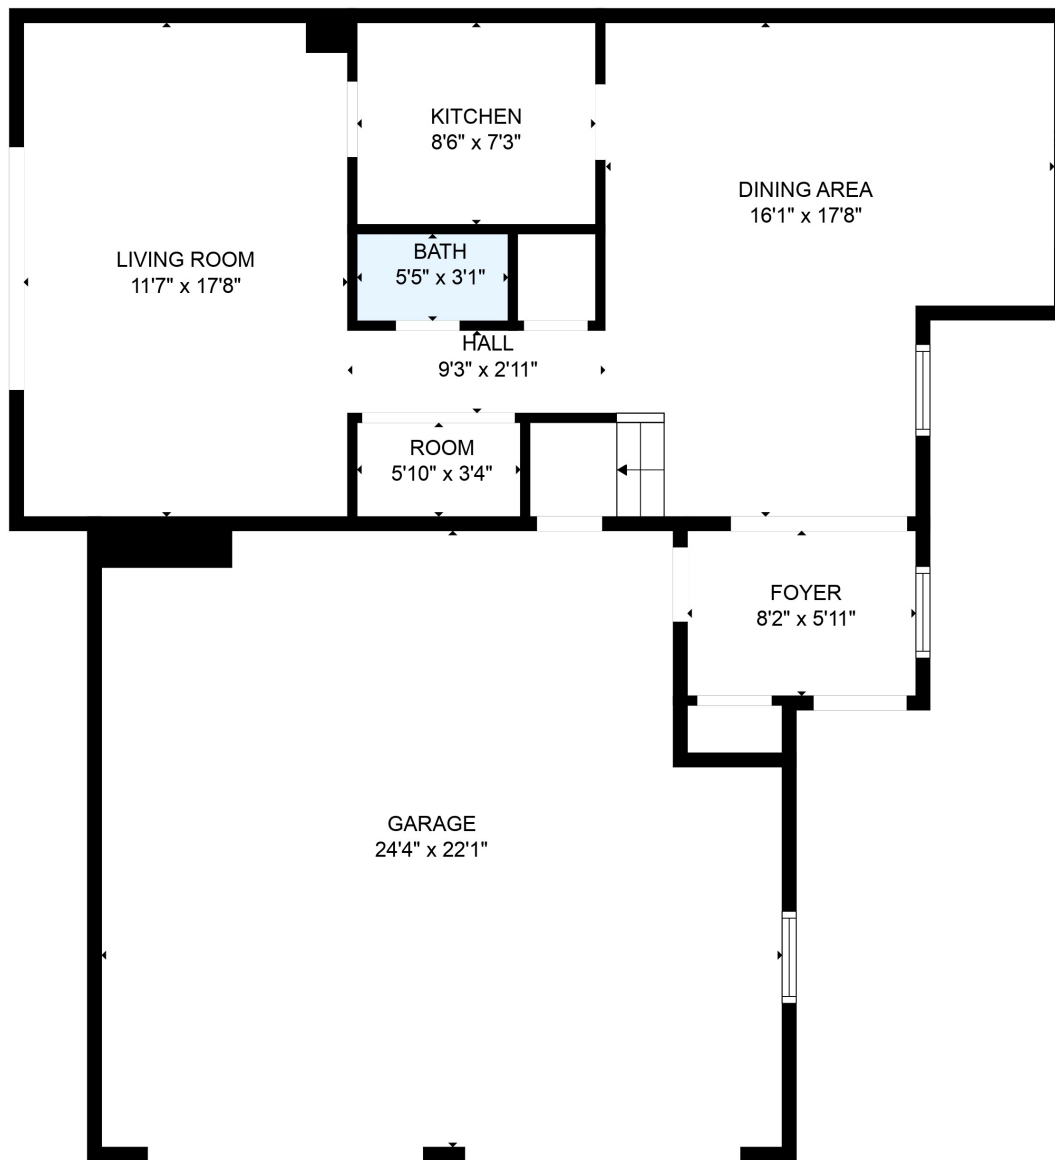 KITCHEN
8'6" x 7'3"
DINING AREA
16'1" x 17'8"
LIVING ROOM
11'7" x 17'8"
BATH
5'5" x 3'1"
HALL
9'3" x 2'11"
ROOM
5'10" x 3'4"
FOYER
8'2" x 5'11"
GARAGE
24'4" x 22'1"